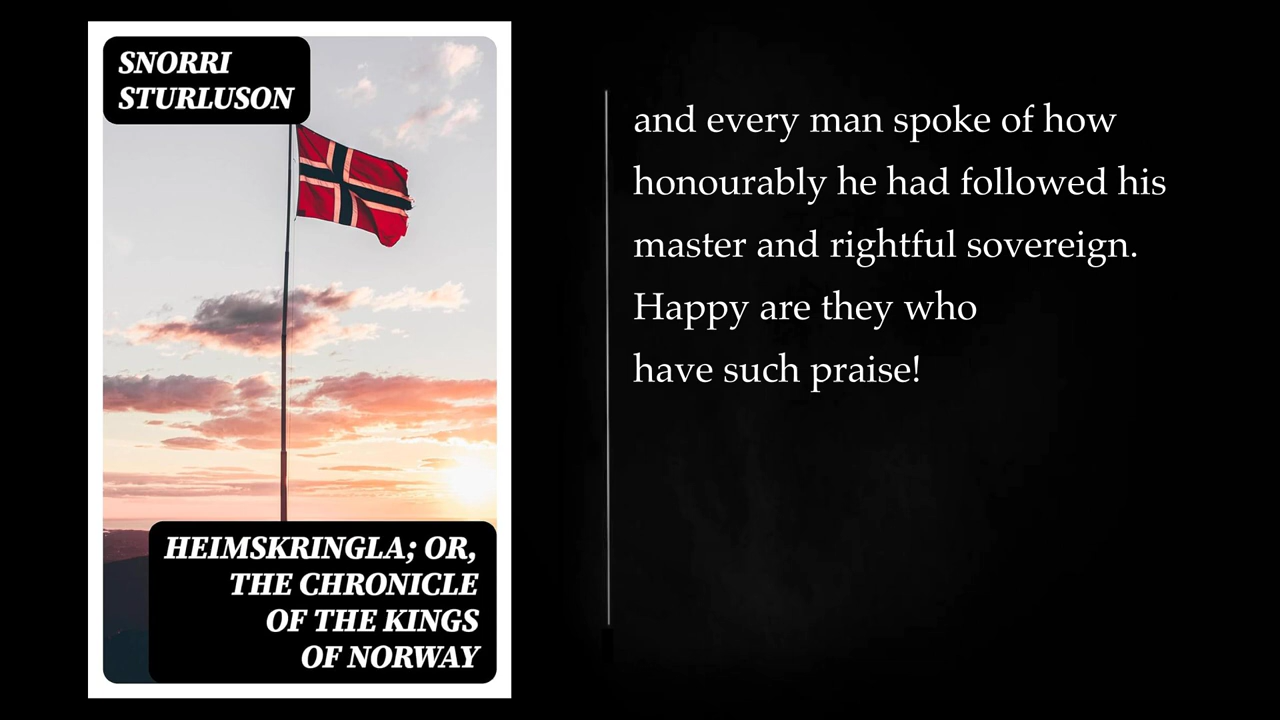 SNORRI
STURLUSON
HEIMSKRINGLA; OR,
THE CHRONICLE
OF THE KINGS
OF NORWAY
and every man spoke of how
honourably he had followed his
master and rightful sovereign.
Happy are they who
have such praise!